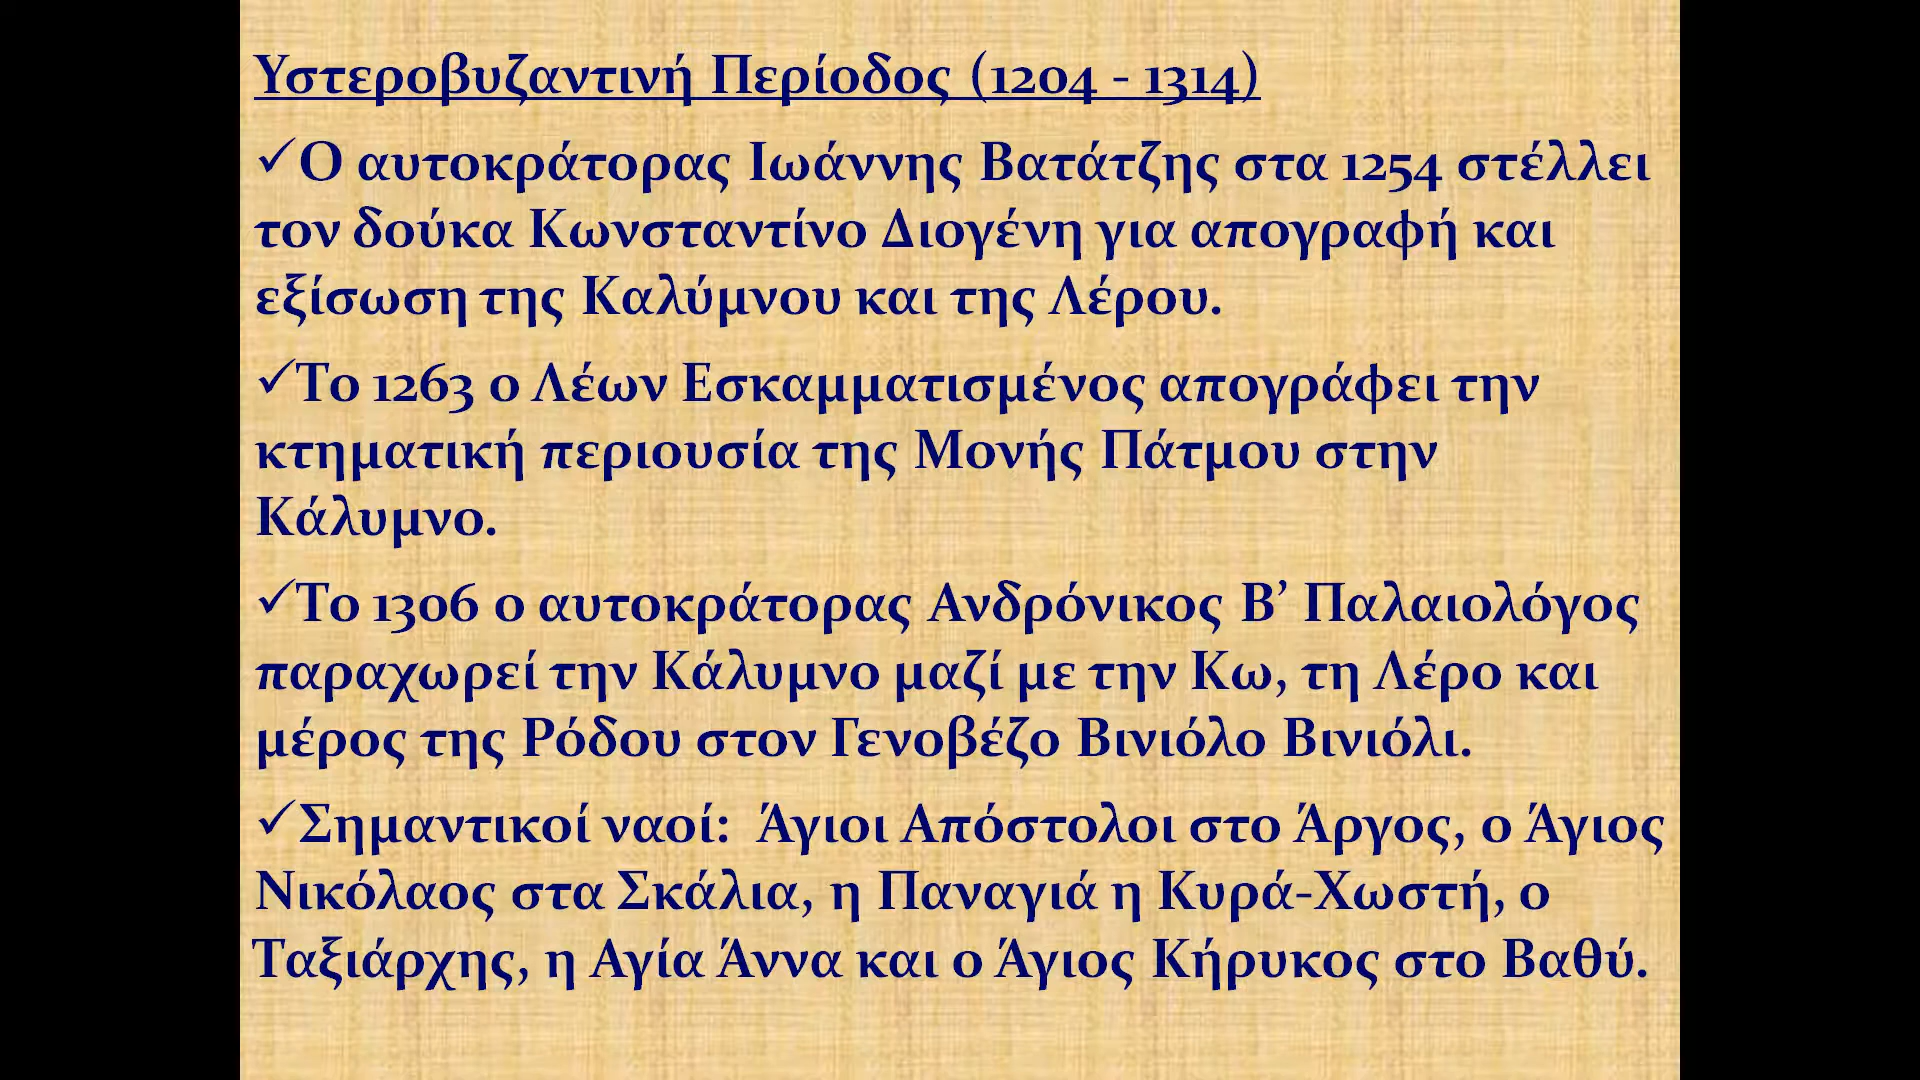 Υστεροβυζαντινή Περίοδος (1204 - 1314)
✓Ο αυτοκράτορας Ιωάννης Βατάτζης στα 1254 στέλλει
τον δούκα Κωνσταντίνο Διογένη για απογραφή και
εξίσωση της Καλύμνου και της Λέρου.
✓Το 1263 ο Λέων Εσκαμματισμένος απογράφει την
κτηματική περιουσία της Μονής Πάτμου στην
Κάλυμνο.
✓Το 1306 ο αυτοκράτορας Ανδρόνικος Β’ Παλαιολόγος
παραχωρεί την Κάλυμνο μαζί με την Κω, τη Λέρο και
μέρος της Ρόδου στον Γενοβέζο Βινιόλο Βινιόλι.
✓Σημαντικοί ναοί: Άγιοι Απόστολοι στο Άργος, ο Άγιος
Νικόλαος στα Σκάλια, η Παναγιά η Κυρά-Χωστή, ο
Ταξιάρχης, η Αγία Άννα και ο Άγιος Κήρυκος στο Βαθύ.